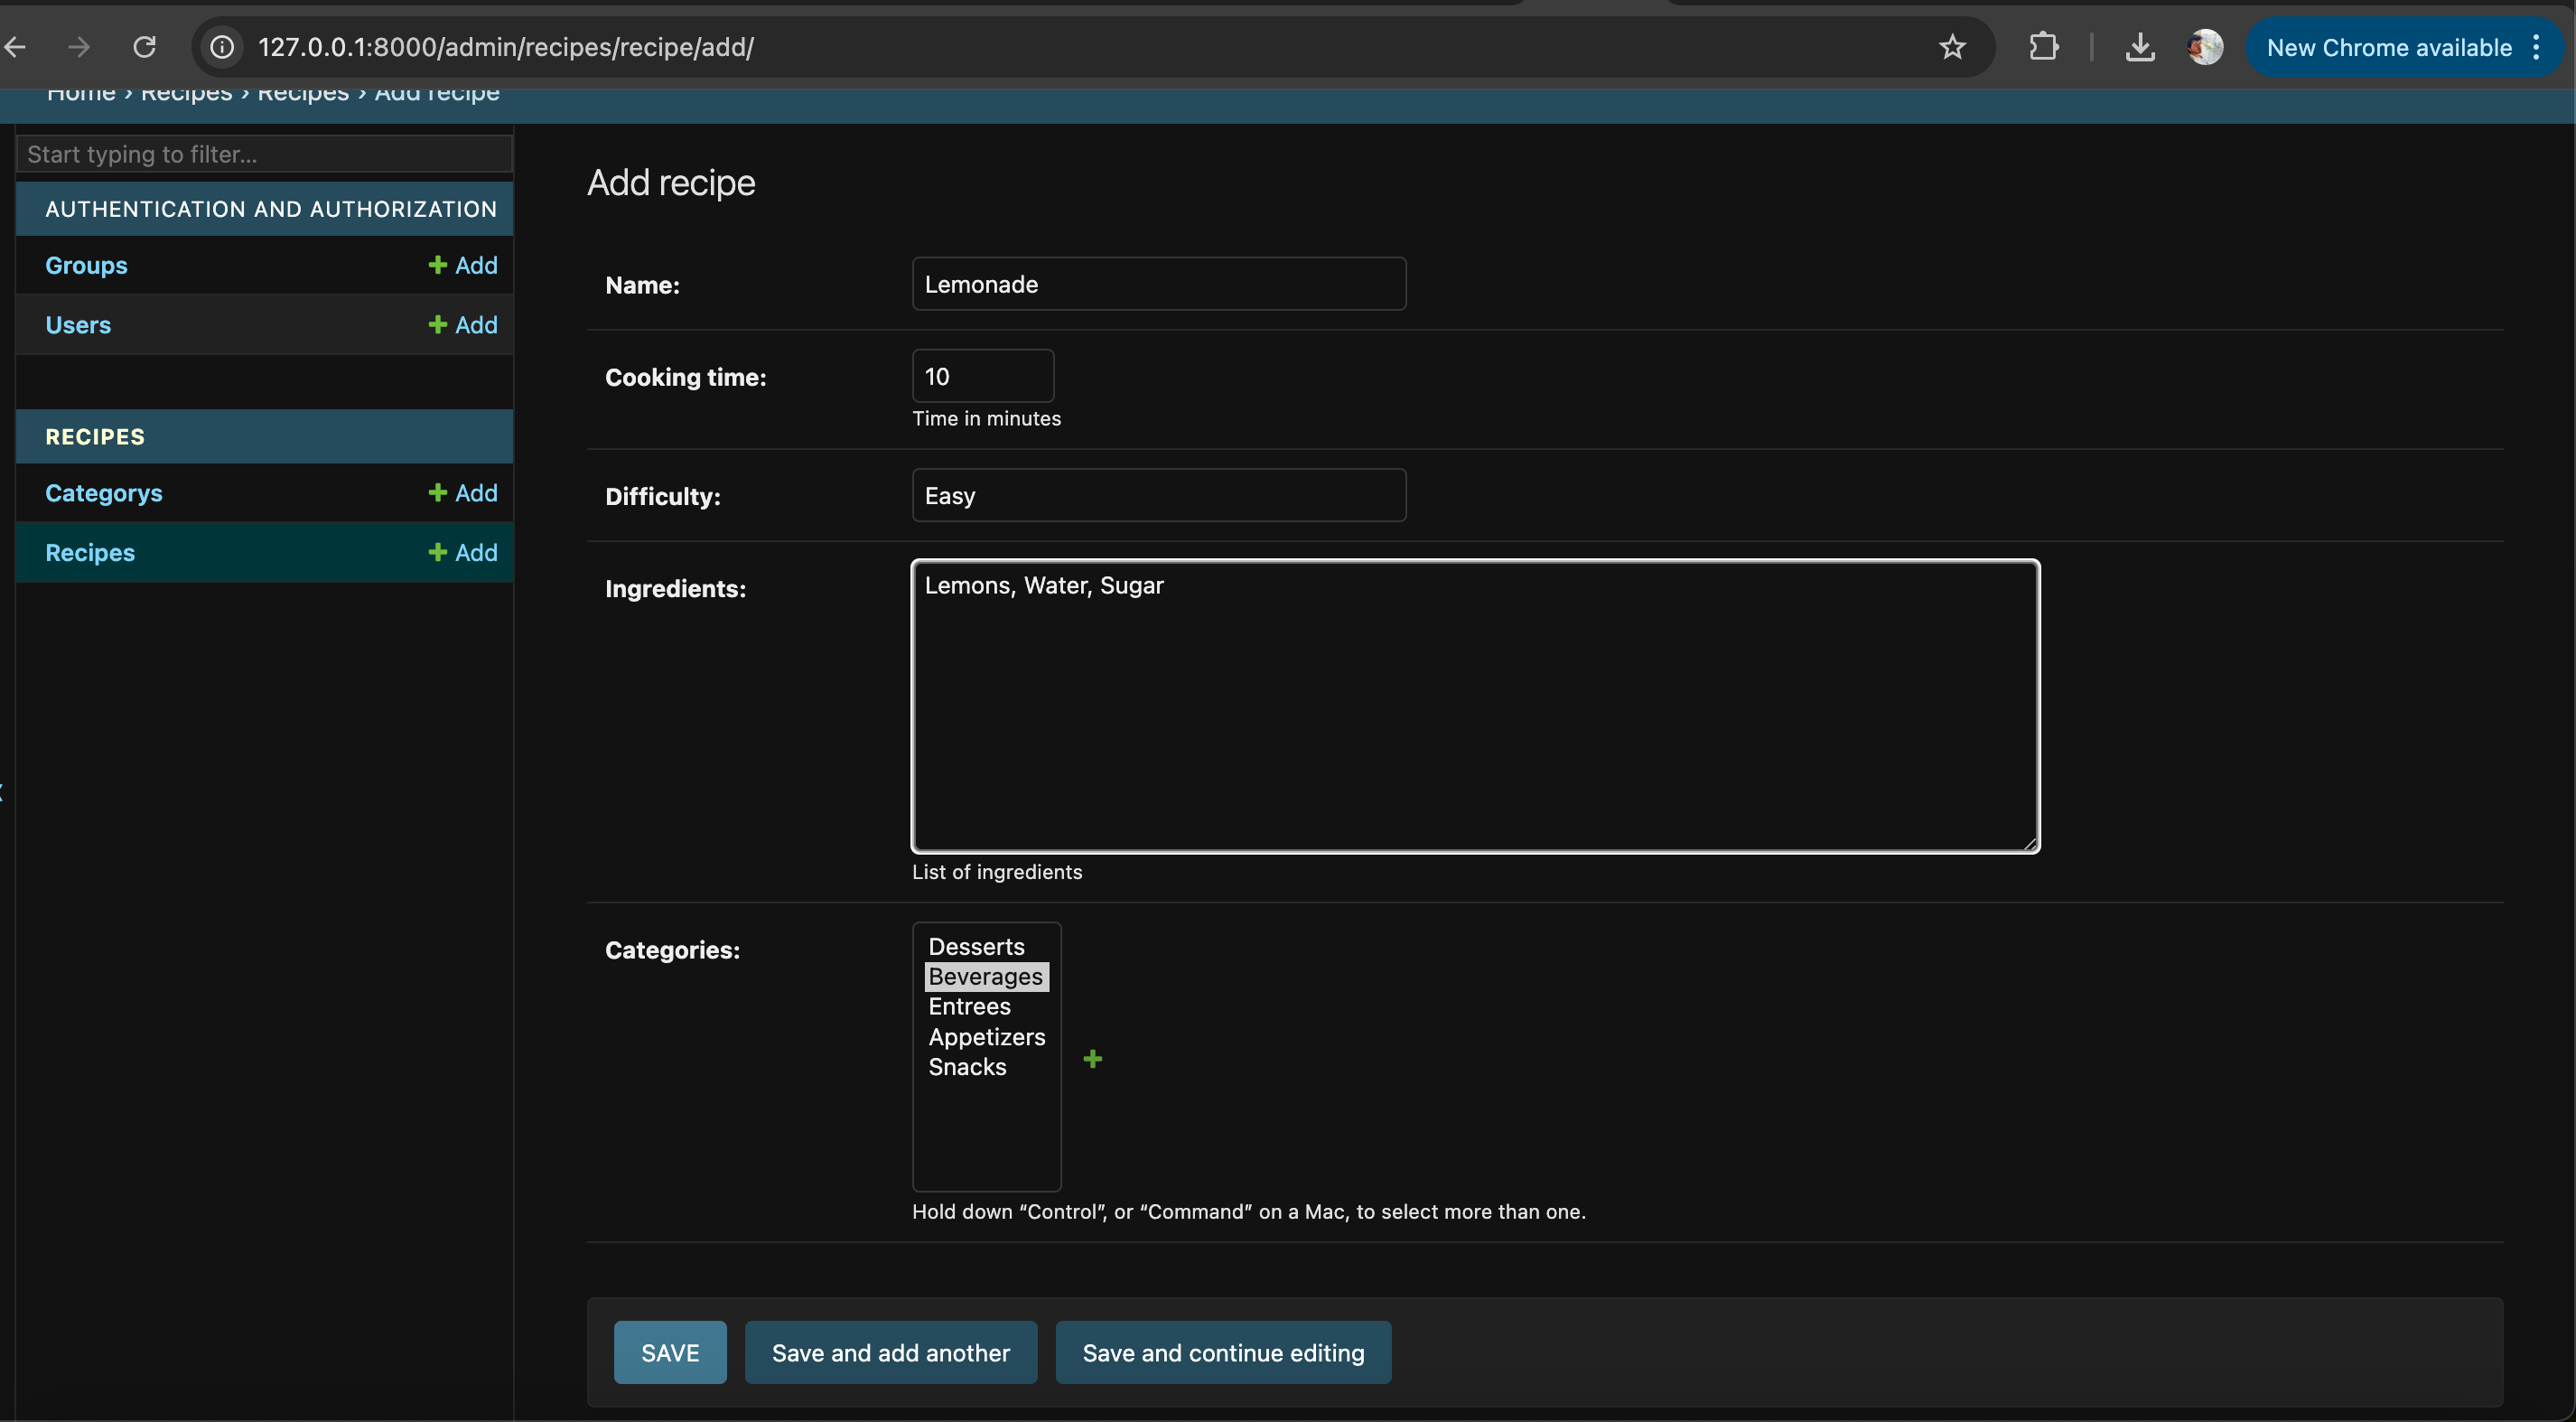 127.0.0.1:8000/admin/recipes/recipe/add/
New Chrome available
Home › Recipes › Recipes › Add recipe
Start typing to filter...
AUTHENTICATION AND AUTHORIZATION
Groups + Add
Users + Add
RECIPES
Categorys + Add
Recipes + Add
Add recipe
Name: Lemonade
Cooking time: 10
Time in minutes
Difficulty: Easy
Ingredients: Lemons, Water, Sugar
List of ingredients
Categories: Desserts
Beverages
Entrees
Appetizers
Snacks
Hold down “Control”, or “Command” on a Mac, to select more than one.
SAVE Save and add another Save and continue editing